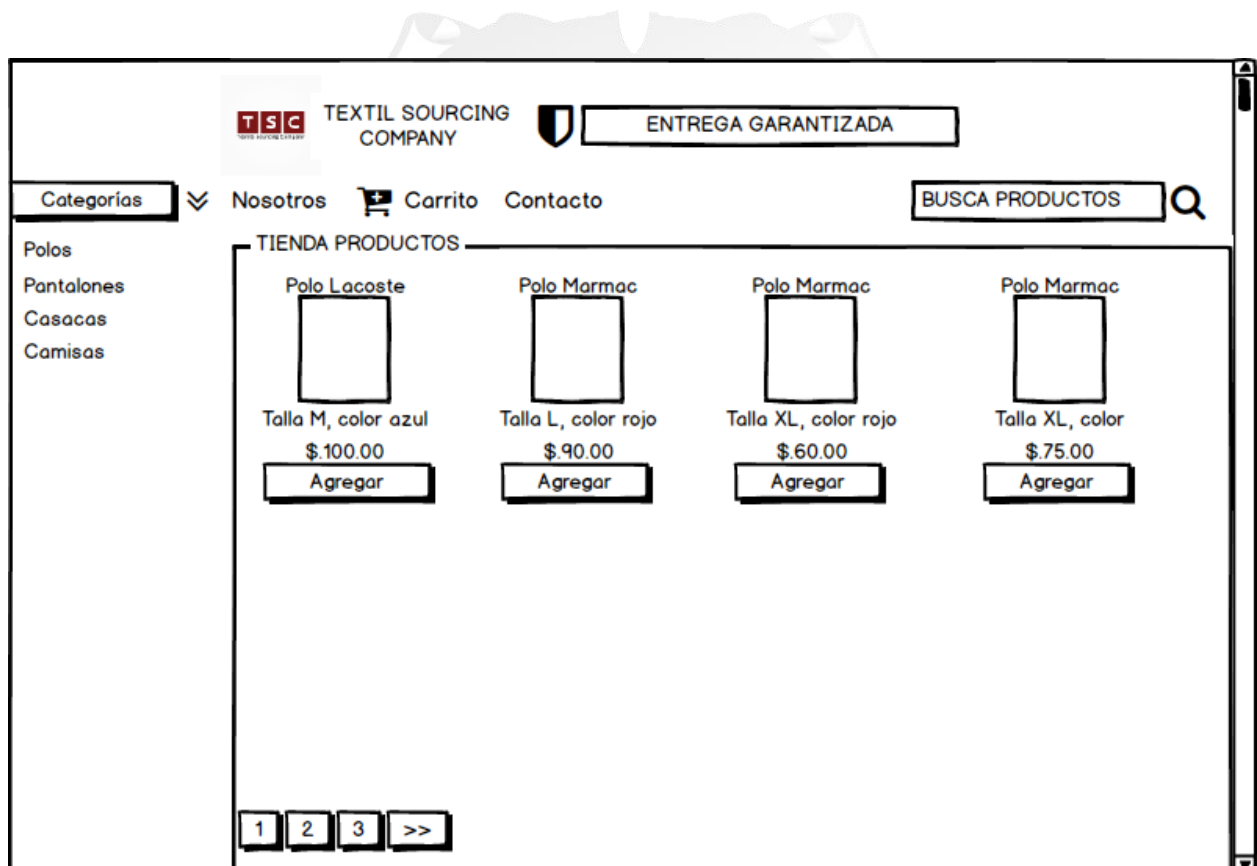 TSC
TEXTIL SOURCING
COMPANY
ENTREGA GARANTIZADA
Categorías
Nosotros
Carrito
Contacto
BUSCA PRODUCTOS
Polos
Pantalones
Casacas
Camisas
TIENDA PRODUCTOS
Polo Lacoste
Polo Marmac
Polo Marmac
Polo Marmac
Talla M, color azul
Talla L, color rojo
Talla XL, color rojo
Talla XL, color
$.100.00
$.90.00
$.60.00
$.75.00
Agregar
Agregar
Agregar
Agregar
1
2
3
>>